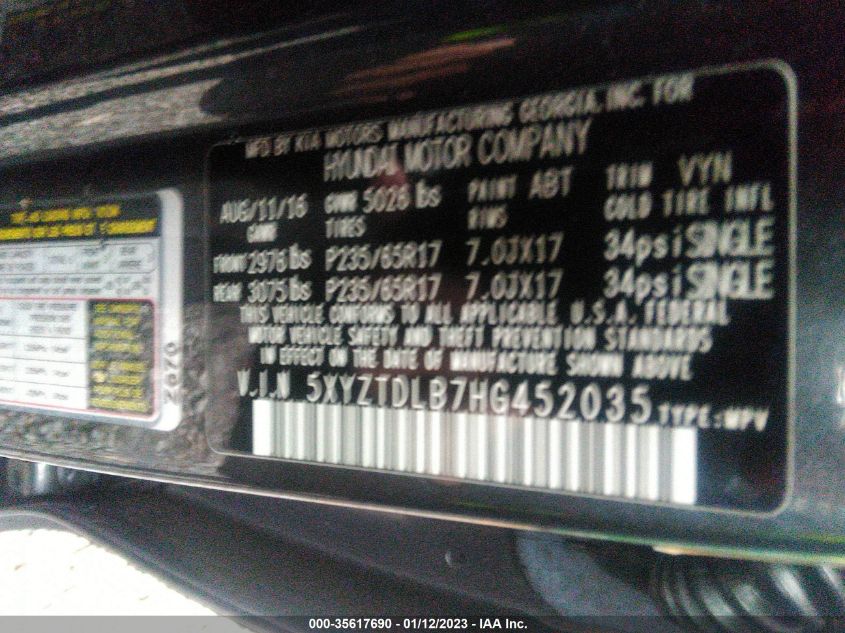 MFD BY KIA MOTORS MANUFACTURING GEORGIA, INC. FOR
HYUNDAI MOTOR COMPANY
AUG/11/16 GVWR 5026 lbs PAINT ABT TRIM VYN
GAWR TIRES RIMS COLD TIRE INFL
FRONT 2976 lbs P235/65R17 7.0JX17 34psi SINGLE
REAR 3075 lbs P235/65R17 7.0JX17 34psi SINGLE
THIS VEHICLE CONFORMS TO ALL APPLICABLE U.S.A. FEDERAL
MOTOR VEHICLE SAFETY AND THEFT PREVENTION STANDARDS
IN EFFECT ON THE DATE OF MANUFACTURE SHOWN ABOVE
V.I.N 5XYZTDLB7HG452035 TYPE:MPV
000-35617690 - 01/12/2023 - IAA Inc.